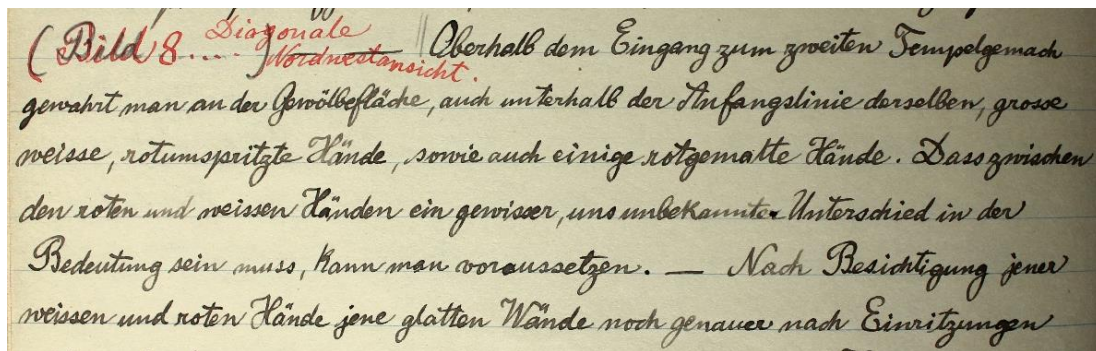 (Bild 8 .... Diagonale Nordwestansicht.) Oberhalb dem Eingang zum zweiten Tempelgemach
gewahrt man an der Gewölbefläche, auch unterhalb der Anfangslinie derselben, grosse
weisse, rotumspritzte Hände, sowie auch einige rotgemalte Hände. Dass zwischen
den roten und weissen Händen ein gewisser, uns unbekannter Unterschied in der
Bedeutung sein muss, kann man voraussetzen. — Nach Besichtigung jener
weissen und roten Hände jene glatten Wände noch genauer nach Einritzungen